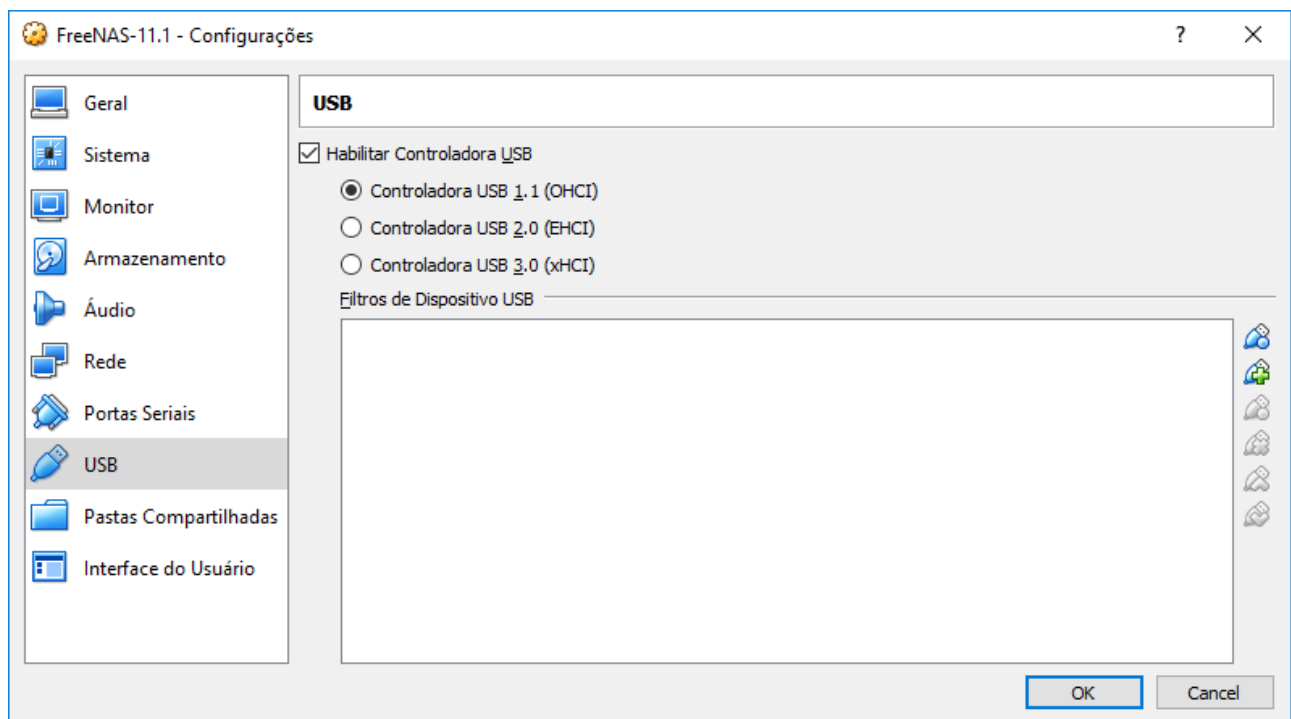 FreeNAS-11.1 - Configurações
?
Geral
Sistema
Monitor
Armazenamento
Áudio
Rede
Portas Seriais
USB
Pastas Compartilhadas
Interface do Usuário
USB
Habilitar Controladora USB
Controladora USB 1.1 (OHCI)
Controladora USB 2.0 (EHCI)
Controladora USB 3.0 (xHCI)
Filtros de Dispositivo USB
OK
Cancel